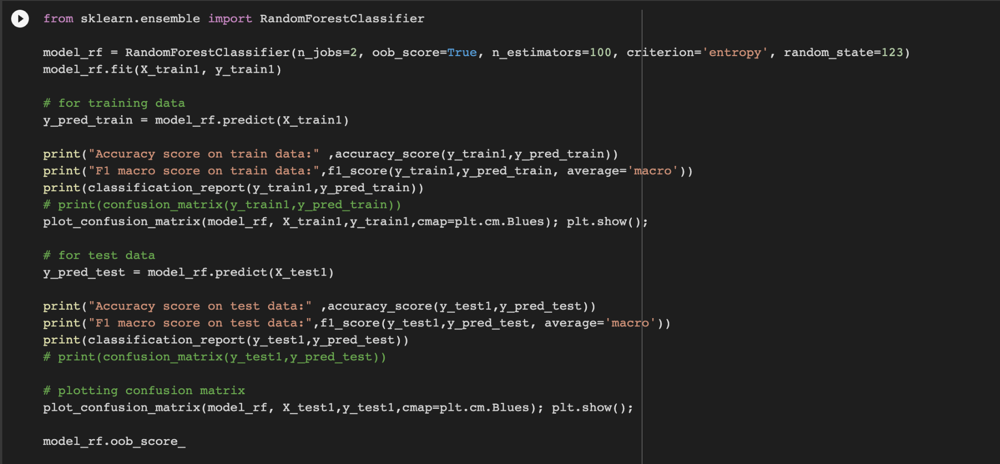 from sklearn.ensemble import RandomForestClassifier
model_rf = RandomForestClassifier(n_jobs=2, oob_score=True, n_estimators=100, criterion='entropy', random_state=123)
model_rf.fit(X_train1, y_train1)
# for training data
y_pred_train = model_rf.predict(X_train1)
print("Accuracy score on train data:" ,accuracy_score(y_train1,y_pred_train))
print("F1 macro score on train data:",f1_score(y_train1,y_pred_train, average='macro'))
print(classification_report(y_train1,y_pred_train))
# print(confusion_matrix(y_train1,y_pred_train))
plot_confusion_matrix(model_rf, X_train1,y_train1,cmap=plt.cm.Blues); plt.show();
# for test data
y_pred_test = model_rf.predict(X_test1)
print("Accuracy score on test data:" ,accuracy_score(y_test1,y_pred_test))
print("F1 macro score on test data:",f1_score(y_test1,y_pred_test, average='macro'))
print(classification_report(y_test1,y_pred_test))
# print(confusion_matrix(y_test1,y_pred_test))
# plotting confusion matrix
plot_confusion_matrix(model_rf, X_test1,y_test1,cmap=plt.cm.Blues); plt.show();
model_rf.oob_score_